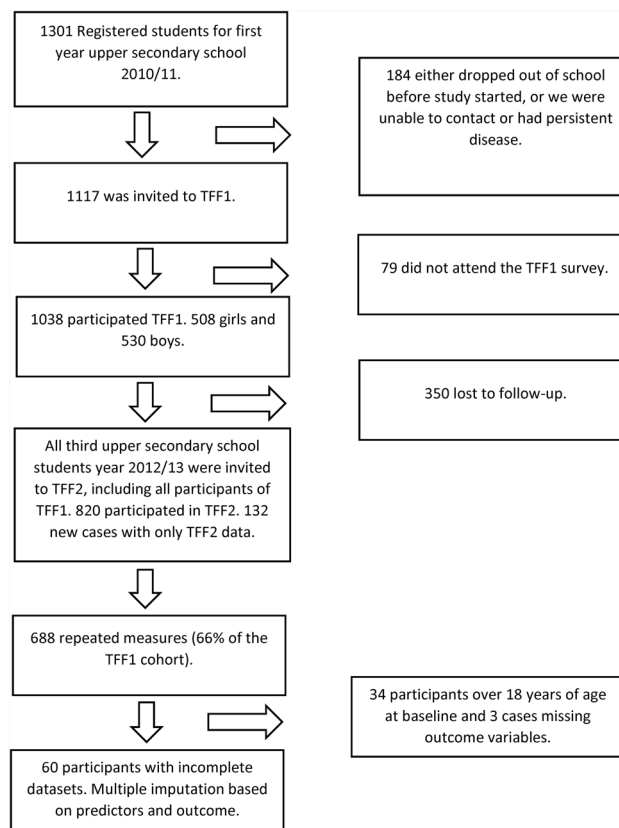 1301 Registered students for first
year upper secondary school
2010/11.
184 either dropped out of school
before study started, or we were
unable to contact or had persistent
disease.
1117 was invited to TFF1.
79 did not attend the TFF1 survey.
1038 participated TFF1. 508 girls and
530 boys.
350 lost to follow-up.
All third upper secondary school
students year 2012/13 were invited
to TFF2, including all participants of
TFF1. 820 participated in TFF2. 132
new cases with only TFF2 data.
688 repeated measures (66% of the
TFF1 cohort).
34 participants over 18 years of age
at baseline and 3 cases missing
outcome variables.
60 participants with incomplete
datasets. Multiple imputation based
on predictors and outcome.